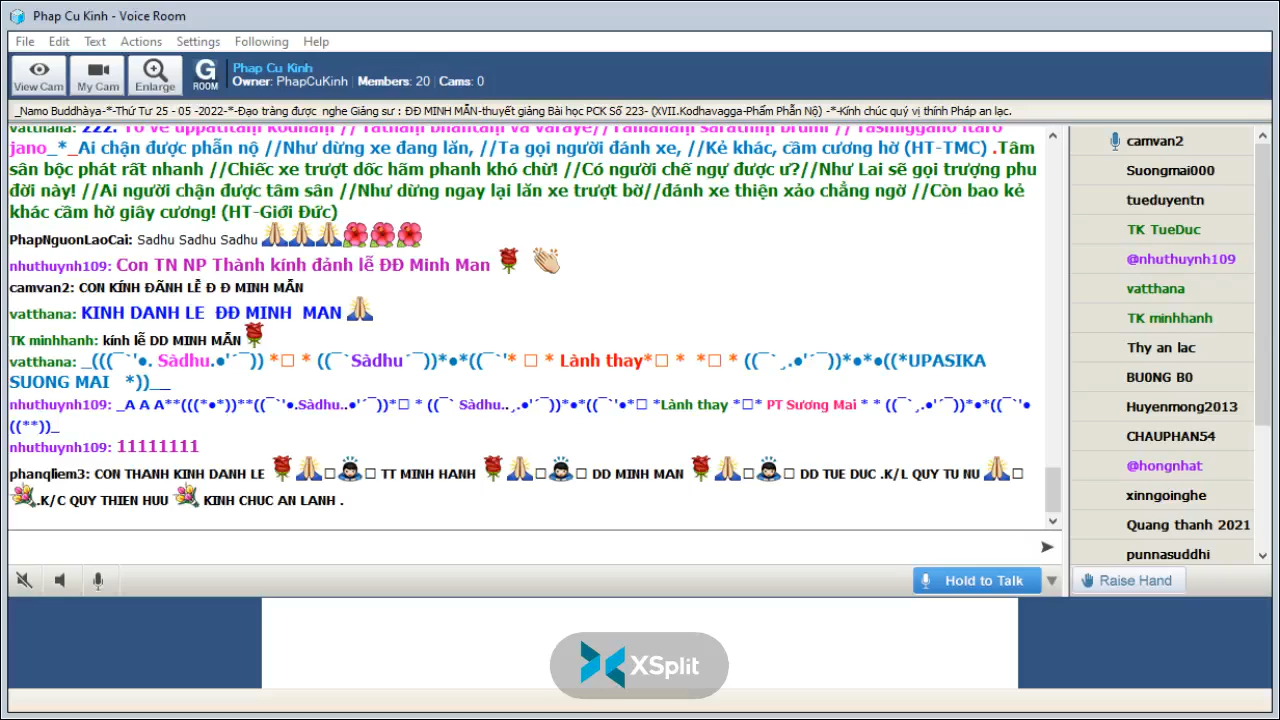 Phap Cu Kinh - Voice Room
File Edit Text Actions Settings Following Help
View Cam My Cam Enlarge G ROOM
Phap Cu Kinh
Owner: PhapCuKinh Members: 20 Cams: 0
_Namo Buddhàya-*-Thứ Tư 25 - 05 -2022-*-Đạo tràng được nghe Giảng sư : ĐĐ MINH MẪN-thuyết giảng Bài học PCK Số 223- (XVII.Kodhavagga-Phẩm Phẫn Nộ) -*-Kính chúc quý vị thính Pháp an lạc.
vatthana: 222.
jano_*_Ai chận được phẫn nộ //Như dừng xe đang lăn, //Ta gọi người đánh xe, //Kẻ khác, cầm cương hờ (HT-TMC) .Tâm
sân bộc phát rất nhanh //Chiếc xe trượt dốc hãm phanh khó chừ! //Có người chế ngự được ư?//Như Lai sẽ gọi trượng phu
đời này! //Ai người chận được tâm sân //Như dừng ngay lại lăn xe trượt bờ//đánh xe thiện xảo chẳng ngờ //Còn bao kẻ
khác cầm hờ giây cương! (HT-Giới Đức)
PhapNguonLaoCai: Sadhu Sadhu Sadhu
nhuthuynh109: Con TN NP Thành kính đảnh lễ ĐĐ Minh Man
camvan2: CON KÍNH ĐÃNH LỄ Đ Đ MINH MẪN
vatthana: KINH DANH LE ĐĐ MINH MAN
TK minhhanh: kính lễ DD MINH MẪN
vatthana: _(((¯`'●. Sàdhu.●'´¯)) *□ * ((¯`Sàdhu´¯))*●*((¯`'* □ * Lành thay*□ * *□ * ((¯`¸.●'´¯))*●*●((*UPASIKA
SUONG MAI *))__
nhuthuynh109: _A A A**(((*●*))**((¯`'●.Sàdhu..●'´¯))*□ * ((¯` Sàdhu..¸.●'´¯))*●*((¯`'●*□ *Lành thay *□* PT Sương Mai * * ((¯`¸.●'´¯))*●*((¯`'●
((**))_
nhuthuynh109: 11111111
phanqliem3: CON THANH KINH DANH LE □ □ TT MINH HANH □ □ DD MINH MAN □ □ DD TUE DUC .K/L QUY TU NU □
.K/C QUY THIEN HUU KINH CHUC AN LANH .
camvan2
Suongmai000
tueduyentn
TK TueDuc
@nhuthuynh109
vatthana
TK minhhanh
Thy an lac
BU0NG B0
Huyenmong2013
CHAUPHAN54
@hongnhat
xinngoinghe
Quang thanh 2021
punnasuddhi
Hold to Talk
Raise Hand
XSplit